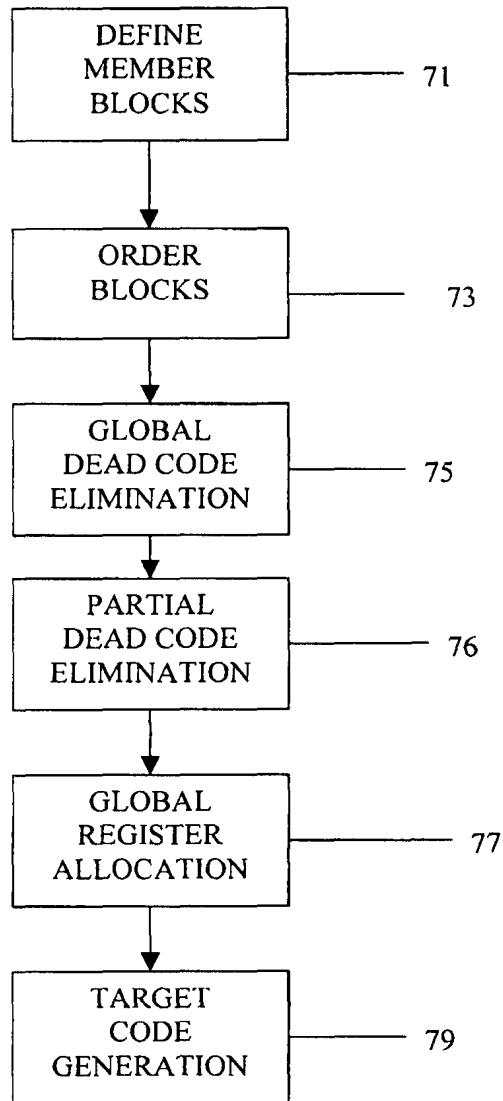 DEFINE
MEMBER
BLOCKS
71
ORDER
BLOCKS
73
GLOBAL
DEAD CODE
ELIMINATION
75
PARTIAL
DEAD CODE
ELIMINATION
76
GLOBAL
REGISTER
ALLOCATION
77
TARGET
CODE
GENERATION
79